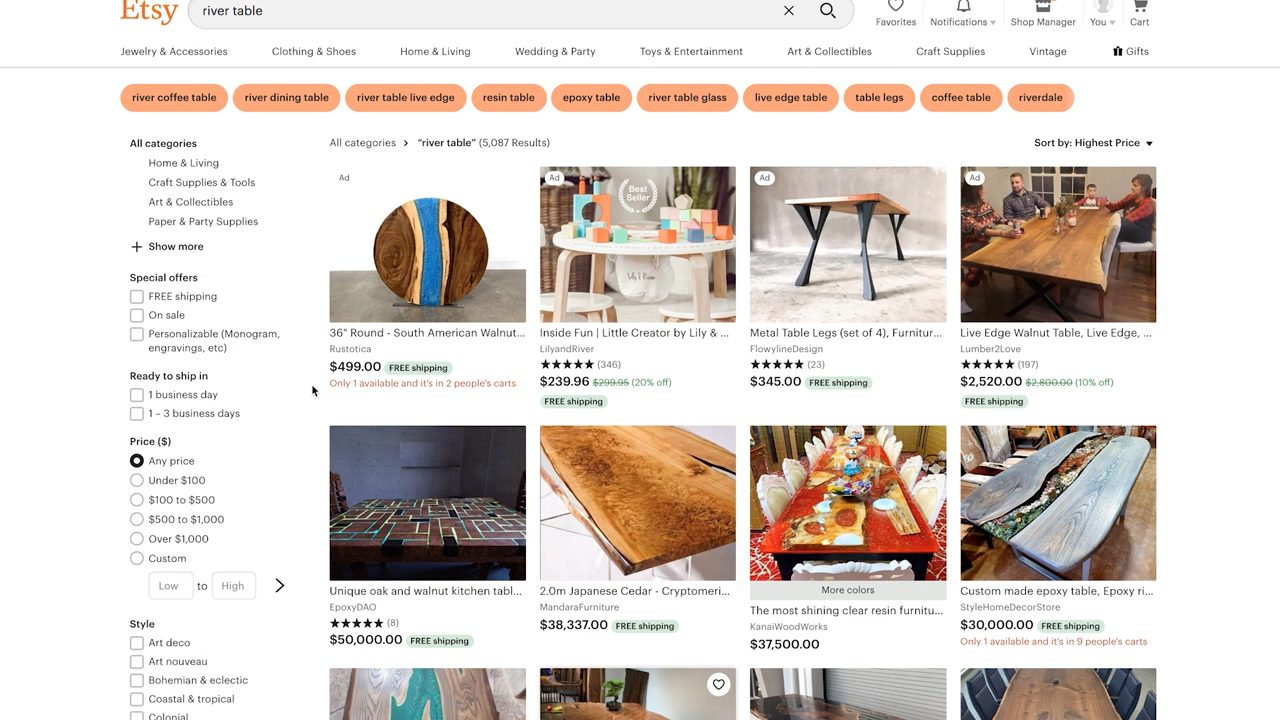 Etsy
river table
Favorites
Notifications
Shop Manager
You
Cart
Jewelry & Accessories
Clothing & Shoes
Home & Living
Wedding & Party
Toys & Entertainment
Art & Collectibles
Craft Supplies
Vintage
Gifts
river coffee table
river dining table
river table live edge
resin table
epoxy table
river table glass
live edge table
table legs
coffee table
riverdale
All categories
Home & Living
Craft Supplies & Tools
Art & Collectibles
Paper & Party Supplies
Show more
Special offers
FREE shipping
On sale
Personalizable (Monogram,
engravings, etc)
Ready to ship in
1 business day
1 – 3 business days
Price ($)
Any price
Under $100
$100 to $500
$500 to $1,000
Over $1,000
Custom
Low to High
Style
Art deco
Art nouveau
Bohemian & eclectic
Coastal & tropical
Colonial
All categories > “river table” (5,087 Results)
Sort by: Highest Price
Ad
36" Round - South American Walnut...
Rustotica
$499.00 FREE shipping
Only 1 available and it's in 2 people's carts
Ad
Best
Seller
Inside Fun | Little Creator by Lily & ...
LilyandRiver
(346)
$239.96 $299.95 (20% off)
FREE shipping
Ad
Metal Table Legs (set of 4), Furnitur...
FlowylineDesign
(23)
$345.00 FREE shipping
Ad
Live Edge Walnut Table, Live Edge, ...
Lumber2Love
(197)
$2,520.00 $2,800.00 (10% off)
FREE shipping
Unique oak and walnut kitchen tabl...
EpoxyDAO
(8)
$50,000.00 FREE shipping
2.0m Japanese Cedar - Cryptomeri...
MandaraFurniture
$38,337.00 FREE shipping
More colors
The most shining clear resin furnitu...
KanaiWoodWorks
$37,500.00
Custom made epoxy table, Epoxy ri...
StyleHomeDecorStore
$30,000.00 FREE shipping
Only 1 available and it's in 9 people's carts